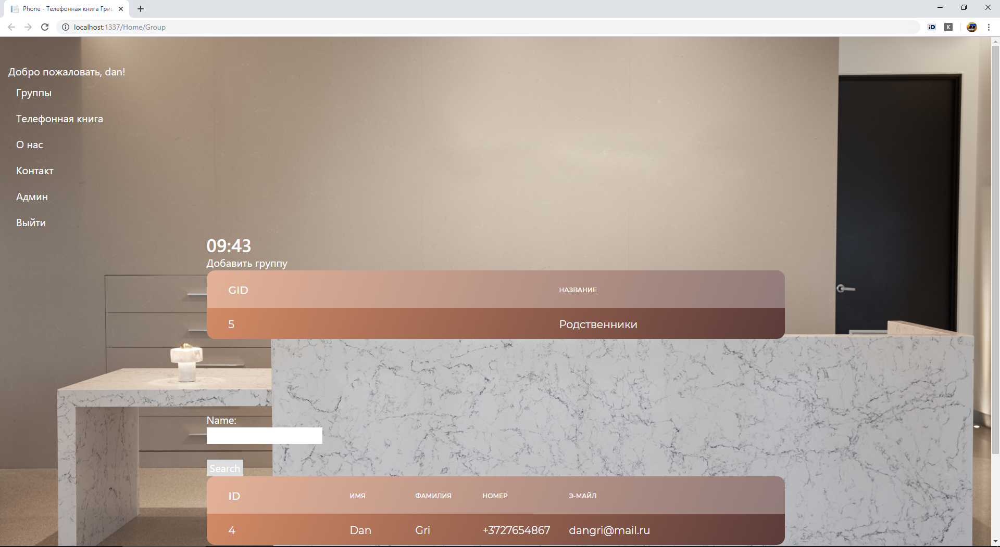 Phone - Телефонная книга Гри
localhost:1337/Home/Group
iD
K
Добро пожаловать, dan!
Группы
Телефонная книга
О нас
Контакт
Админ
Выйти
09:43
Добавить группу
GID НАЗВАНИЕ
5 Родственники
Name:
Search
ID ИМЯ ФАМИЛИЯ НОМЕР Э-МАЙЛ
4 Dan Gri +3727654867 dangri@mail.ru